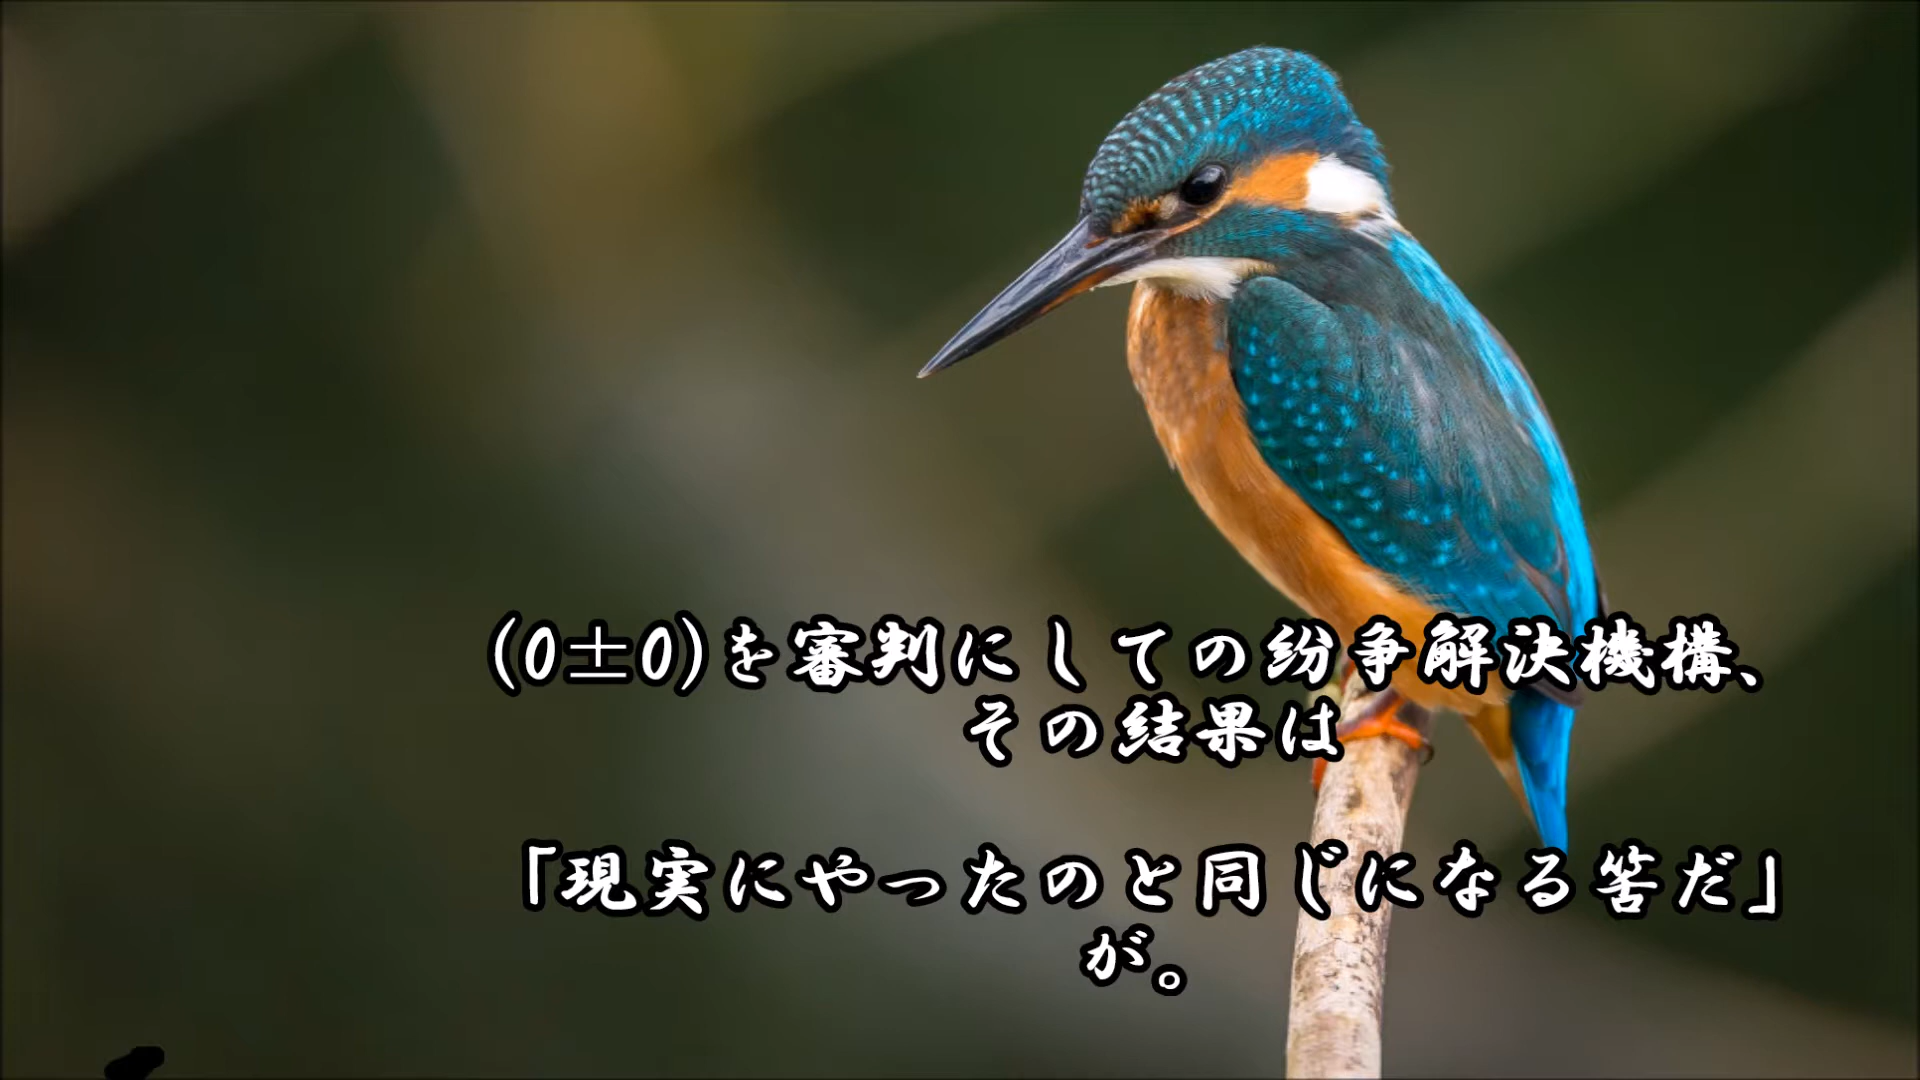 (0±0)を審判にしての紛争解決機構、
その結果は
「現実にやったのと同じになる筈だ」
が。